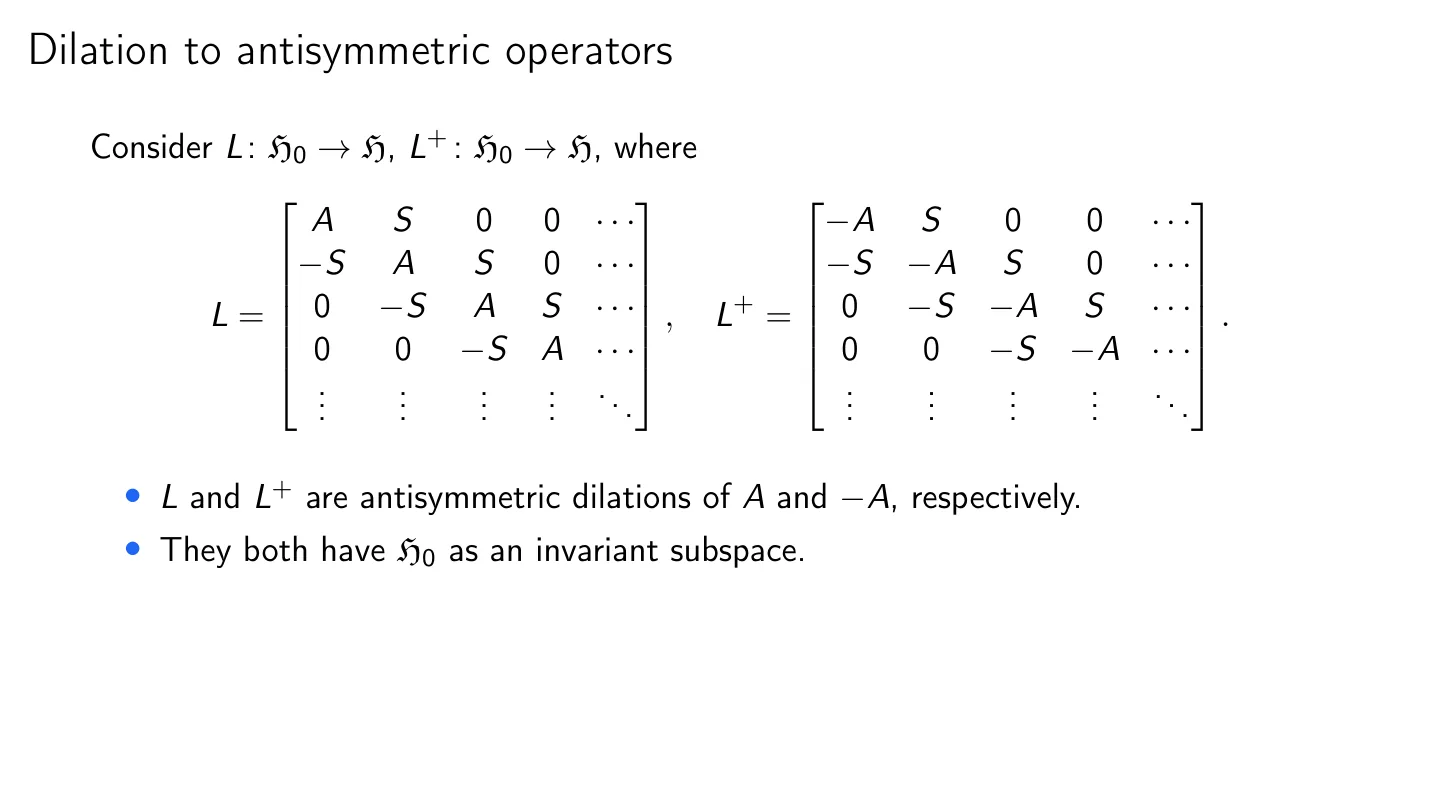 Dilation to antisymmetric operators
Consider L: ℌ₀ → ℌ, L⁺: ℌ₀ → ℌ, where
L = [A S 0 0 ⋯; −S A S 0 ⋯; 0 −S A S ⋯; 0 0 −S A ⋯; ⋮ ⋮ ⋮ ⋮ ⋱], L⁺ = [−A S 0 0 ⋯; −S −A S 0 ⋯; 0 −S −A S ⋯; 0 0 −S −A ⋯; ⋮ ⋮ ⋮ ⋮ ⋱].
• L and L⁺ are antisymmetric dilations of A and −A, respectively.
• They both have ℌ₀ as an invariant subspace.